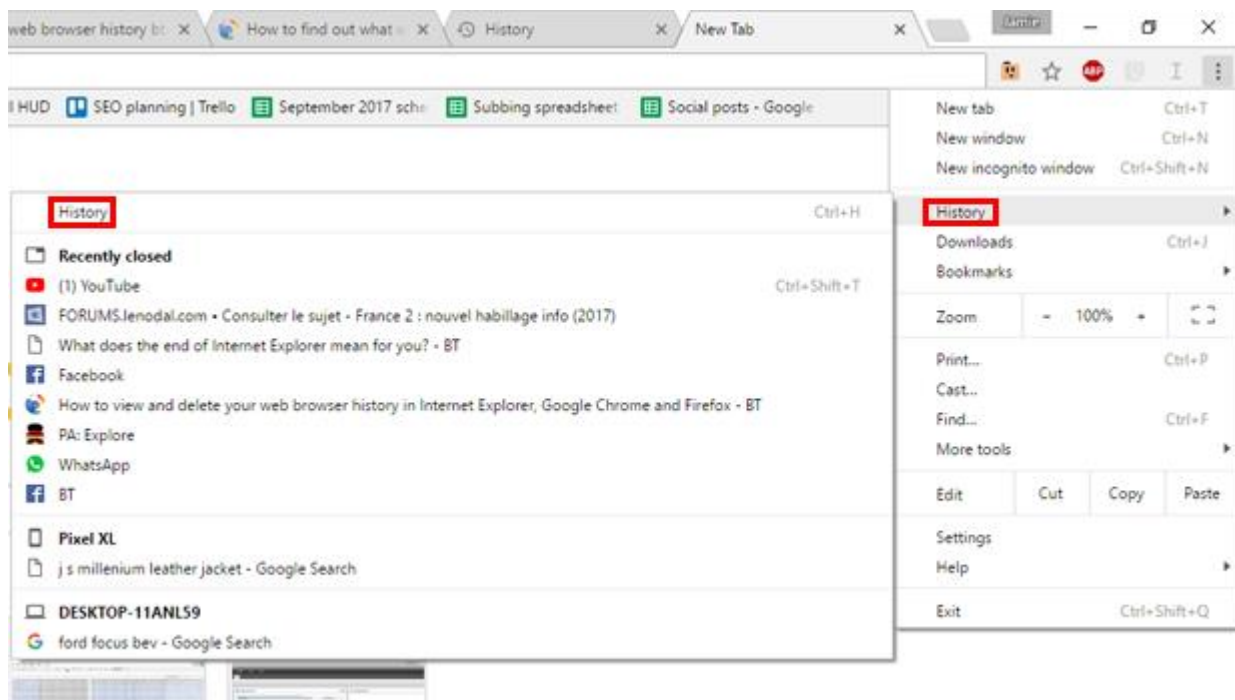 web browser history
How to find out what
History
New Tab
Jamie
ABP
HUD
SEO planning | Trello
September 2017 sche
Subbing spreadsheet
Social posts - Google
New tab Ctrl+T
New window Ctrl+N
New incognito window Ctrl+Shift+N
History
Downloads Ctrl+J
Bookmarks
Zoom - 100% +
Print... Ctrl+P
Cast...
Find... Ctrl+F
More tools
Edit Cut Copy Paste
Settings
Help
Exit Ctrl+Shift+Q
History Ctrl+H
Recently closed
(1) YouTube Ctrl+Shift+T
FORUMS.lenodal.com • Consulter le sujet - France 2 : nouvel habillage info (2017)
What does the end of Internet Explorer mean for you? - BT
Facebook
How to view and delete your web browser history in Internet Explorer, Google Chrome and Firefox - BT
PA: Explore
WhatsApp
BT
Pixel XL
j s millenium leather jacket - Google Search
DESKTOP-11ANL59
ford focus bev - Google Search